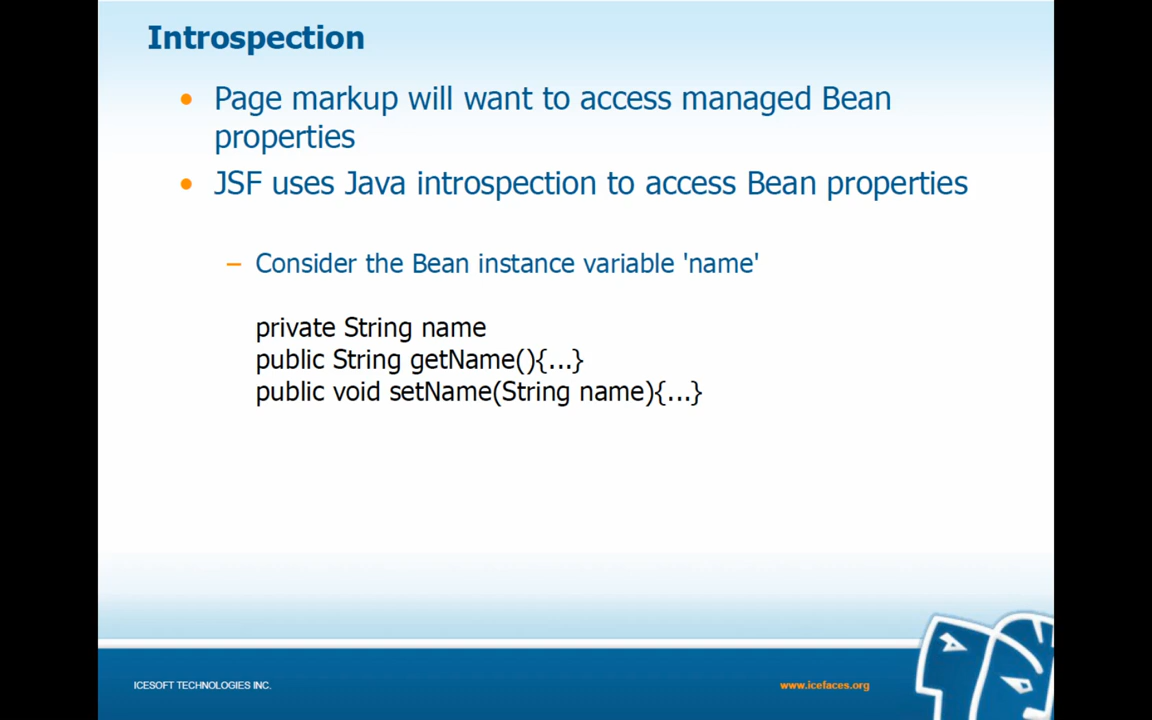 Introspection
• Page markup will want to access managed Bean
properties
• JSF uses Java introspection to access Bean properties
– Consider the Bean instance variable 'name'
private String name
public String getName(){...}
public void setName(String name){...}
ICESOFT TECHNOLOGIES INC.
www.icefaces.org